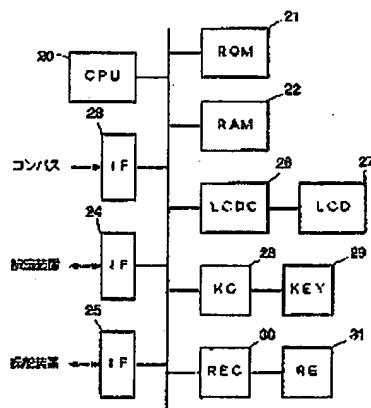 21
20
ROM
CPU
22
23
RAM
コンパス
IF
26
27
LCDC
LCD
24
IF
28
29
KC
KEY
25
IF
30
31
REC
RE